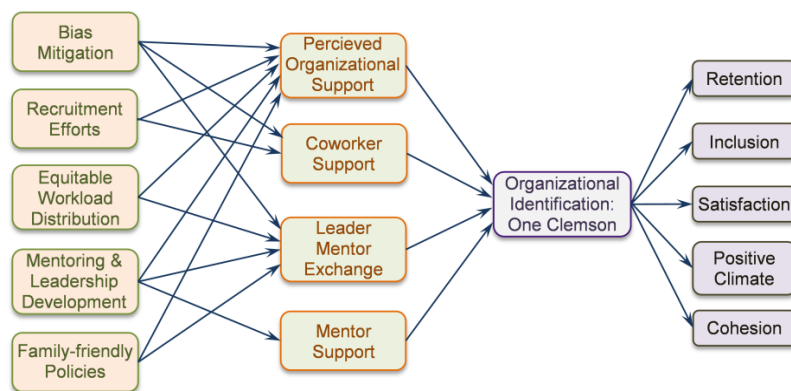 Bias
Mitigation
Recruitment
Efforts
Equitable
Workload
Distribution
Mentoring &
Leadership
Development
Family-friendly
Policies
Percieved
Organizational
Support
Coworker
Support
Leader
Mentor
Exchange
Mentor
Support
Organizational
Identification:
One Clemson
Retention
Inclusion
Satisfaction
Positive
Climate
Cohesion